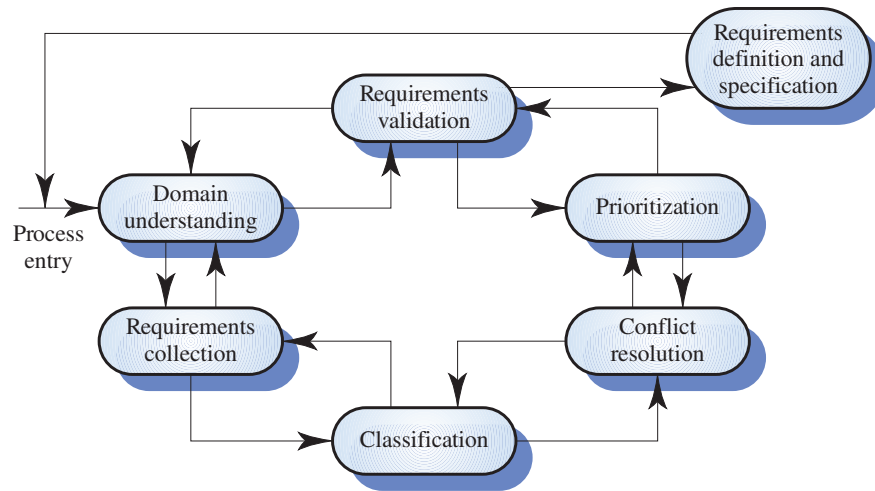 Requirements
definition and
specification
Requirements
validation
Domain
understanding
Prioritization
Process
entry
Requirements
collection
Conflict
resolution
Classification